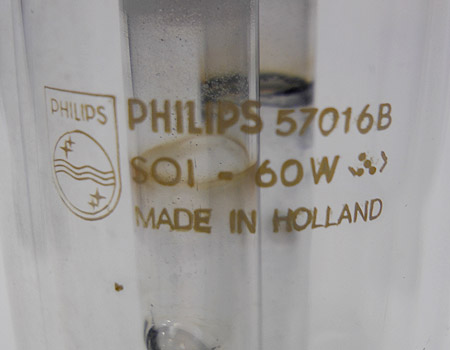 PHILIPS
PHILIPS 57016B
SOI - 60W
MADE IN HOLLAND